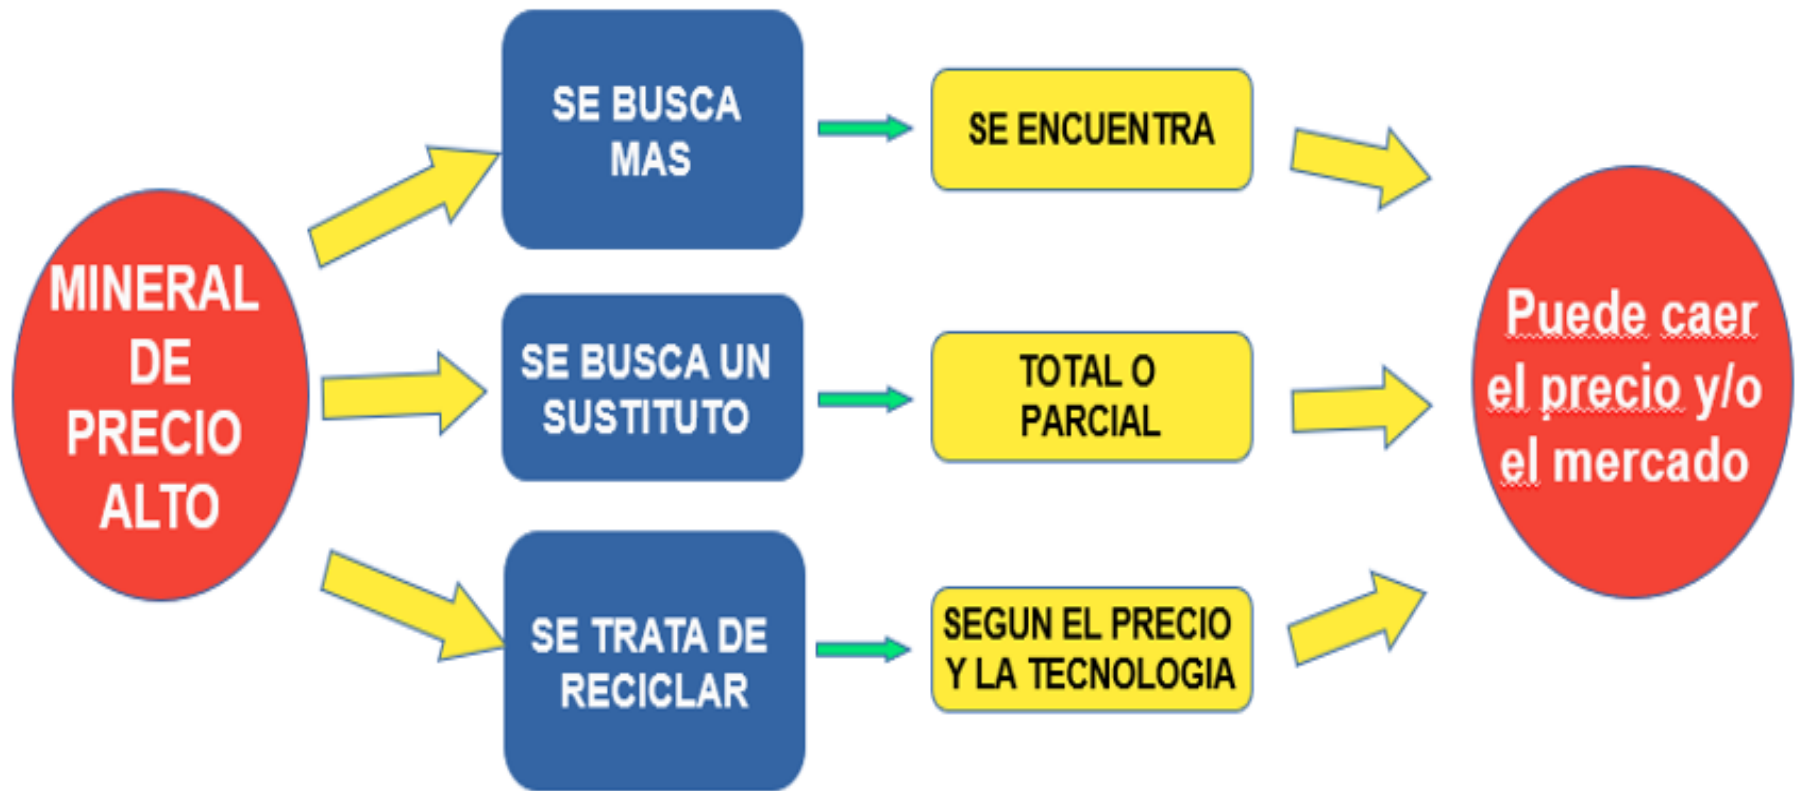 MINERAL
DE
PRECIO
ALTO
SE BUSCA
MAS
SE ENCUENTRA
SE BUSCA UN
SUSTITUTO
TOTAL O
PARCIAL
SE TRATA DE
RECICLAR
SEGUN EL PRECIO
Y LA TECNOLOGIA
Puede caer
el precio y/o
el mercado